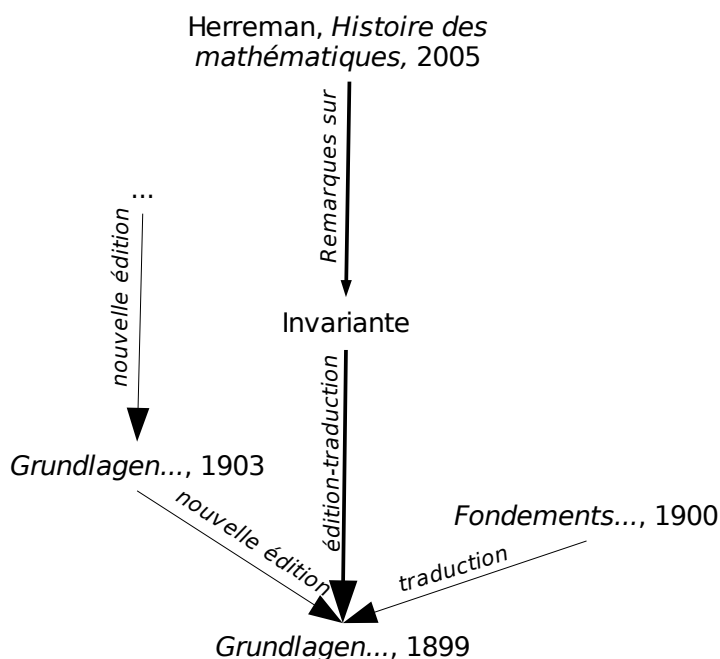 Herreman, Histoire des
mathématiques, 2005
Remarques sur
...
nouvelle édition
Invariante
édition-traduction
Grundlagen..., 1903
nouvelle édition
Fondements..., 1900
traduction
Grundlagen..., 1899